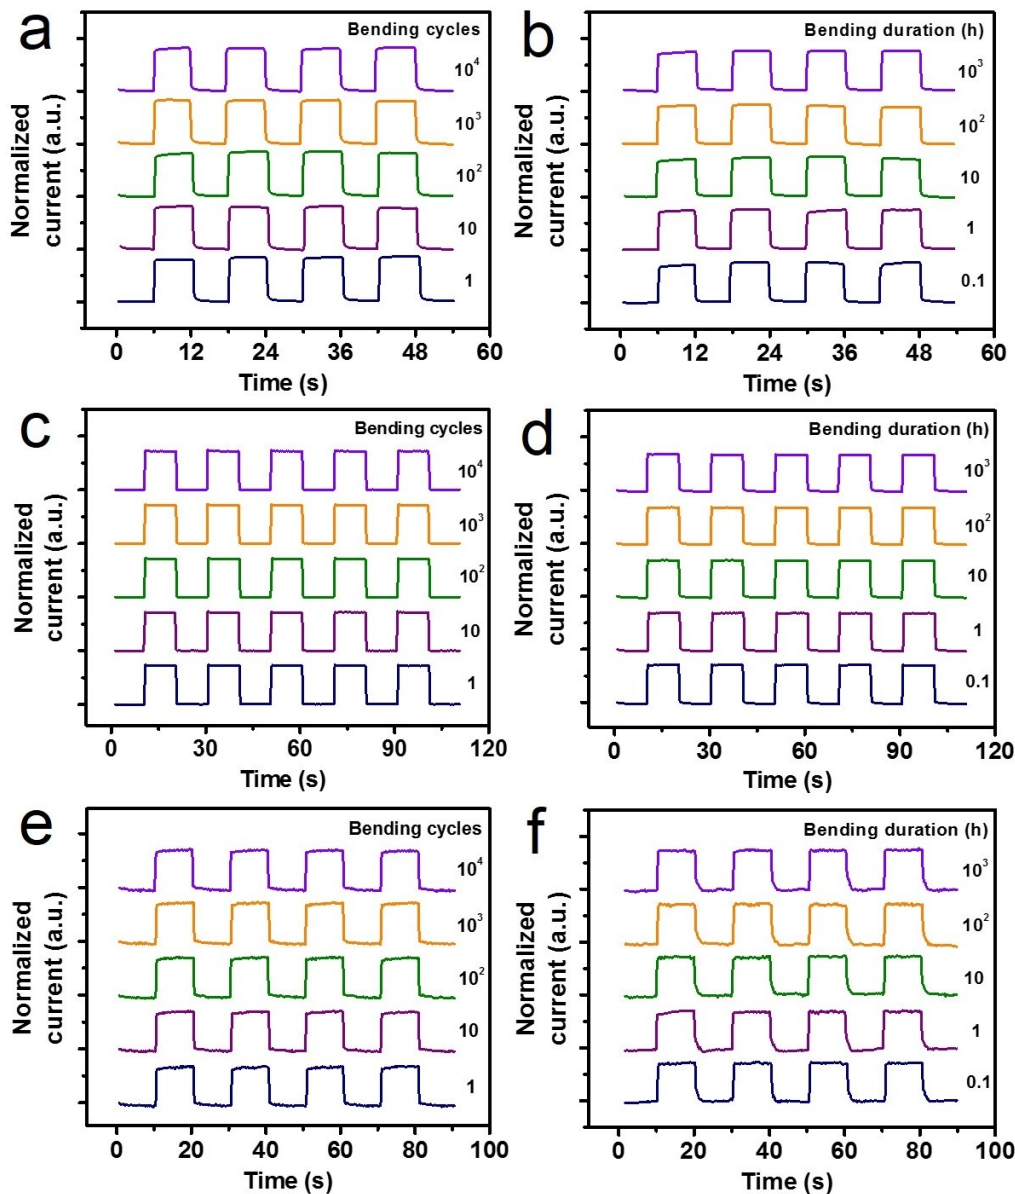 a
Bending cycles
10⁴
10³
10²
10
1
Normalized
current (a.u.)
0 12 24 36 48 60
Time (s)
b
Bending duration (h)
10³
10²
10
1
0.1
Normalized
current (a.u.)
0 12 24 36 48 60
Time (s)
c
Bending cycles
10⁴
10³
10²
10
1
Normalized
current (a.u.)
0 30 60 90 120
Time (s)
d
Bending duration (h)
10³
10²
10
1
0.1
Normalized
current (a.u.)
0 30 60 90 120
Time (s)
e
Bending cycles
10⁴
10³
10²
10
1
Normalized
current (a.u.)
0 20 40 60 80 100
Time (s)
f
Bending duration (h)
10³
10²
10
1
0.1
Normalized
current (a.u.)
0 20 40 60 80 100
Time (s)